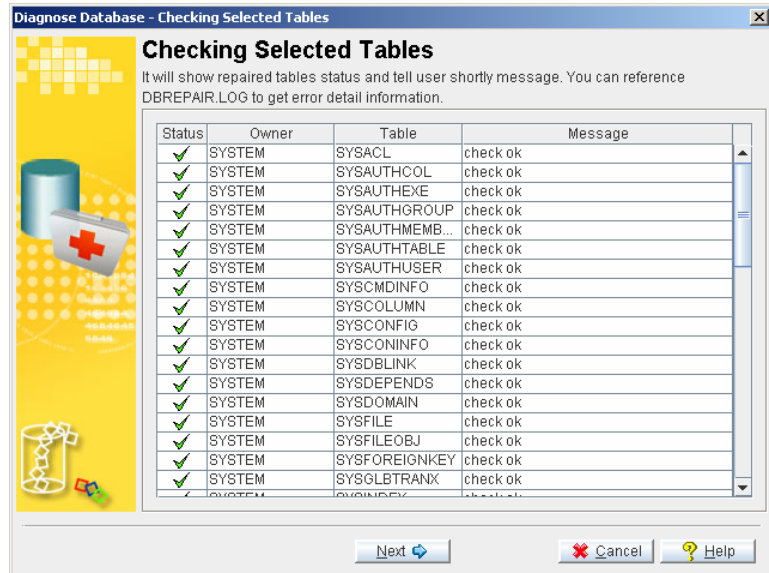 Diagnose Database - Checking Selected Tables
Checking Selected Tables
It will show repaired tables status and tell user shortly message. You can reference
DBREPAIR.LOG to get error detail information.
Status Owner Table Message
SYSTEM SYSACL check ok
SYSTEM SYSAUTHCOL check ok
SYSTEM SYSAUTHEXE check ok
SYSTEM SYSAUTHGROUP check ok
SYSTEM SYSAUTHMEMB... check ok
SYSTEM SYSAUTHTABLE check ok
SYSTEM SYSAUTHUSER check ok
SYSTEM SYSCMDINFO check ok
SYSTEM SYSCOLUMN check ok
SYSTEM SYSCONFIG check ok
SYSTEM SYSCONINFO check ok
SYSTEM SYSDBLINK check ok
SYSTEM SYSDEPENDS check ok
SYSTEM SYSDOMAIN check ok
SYSTEM SYSFILE check ok
SYSTEM SYSFILEOBJ check ok
SYSTEM SYSFOREIGNKEY check ok
SYSTEM SYSGLBTRANX check ok
SYSTEM SYSINDEX check ok
Next Cancel Help